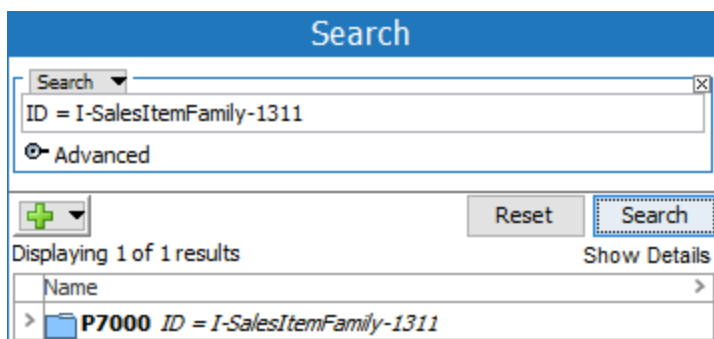 Search
Search
ID = I-SalesItemFamily-1311
Advanced
Reset Search
Displaying 1 of 1 results Show Details
Name >
> P7000 ID = I-SalesItemFamily-1311